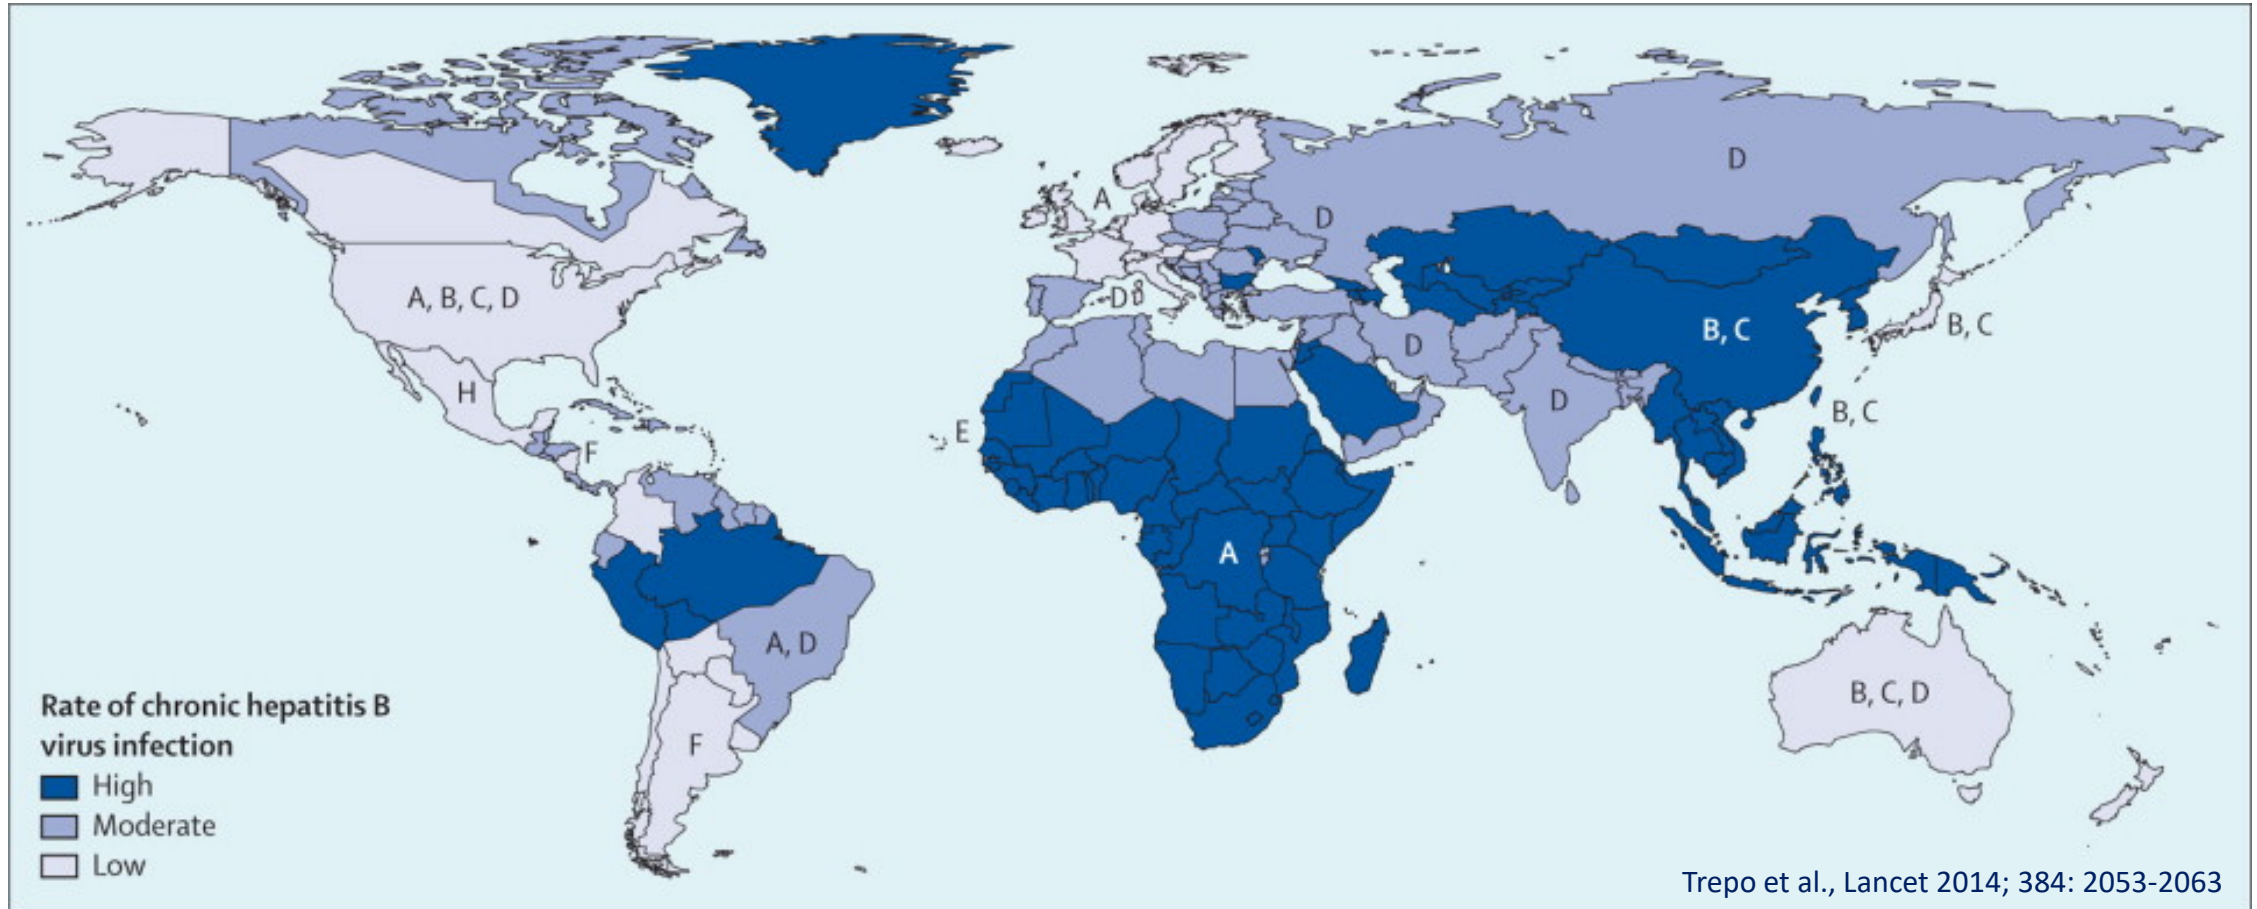 D
A
D
A, B, C, D
D
D
B, C
B, C
H
D
D
B, C
E
F
A
A, D
B, C, D
F
Rate of chronic hepatitis B
virus infection
High
Moderate
Low
Trepo et al., Lancet 2014; 384: 2053-2063